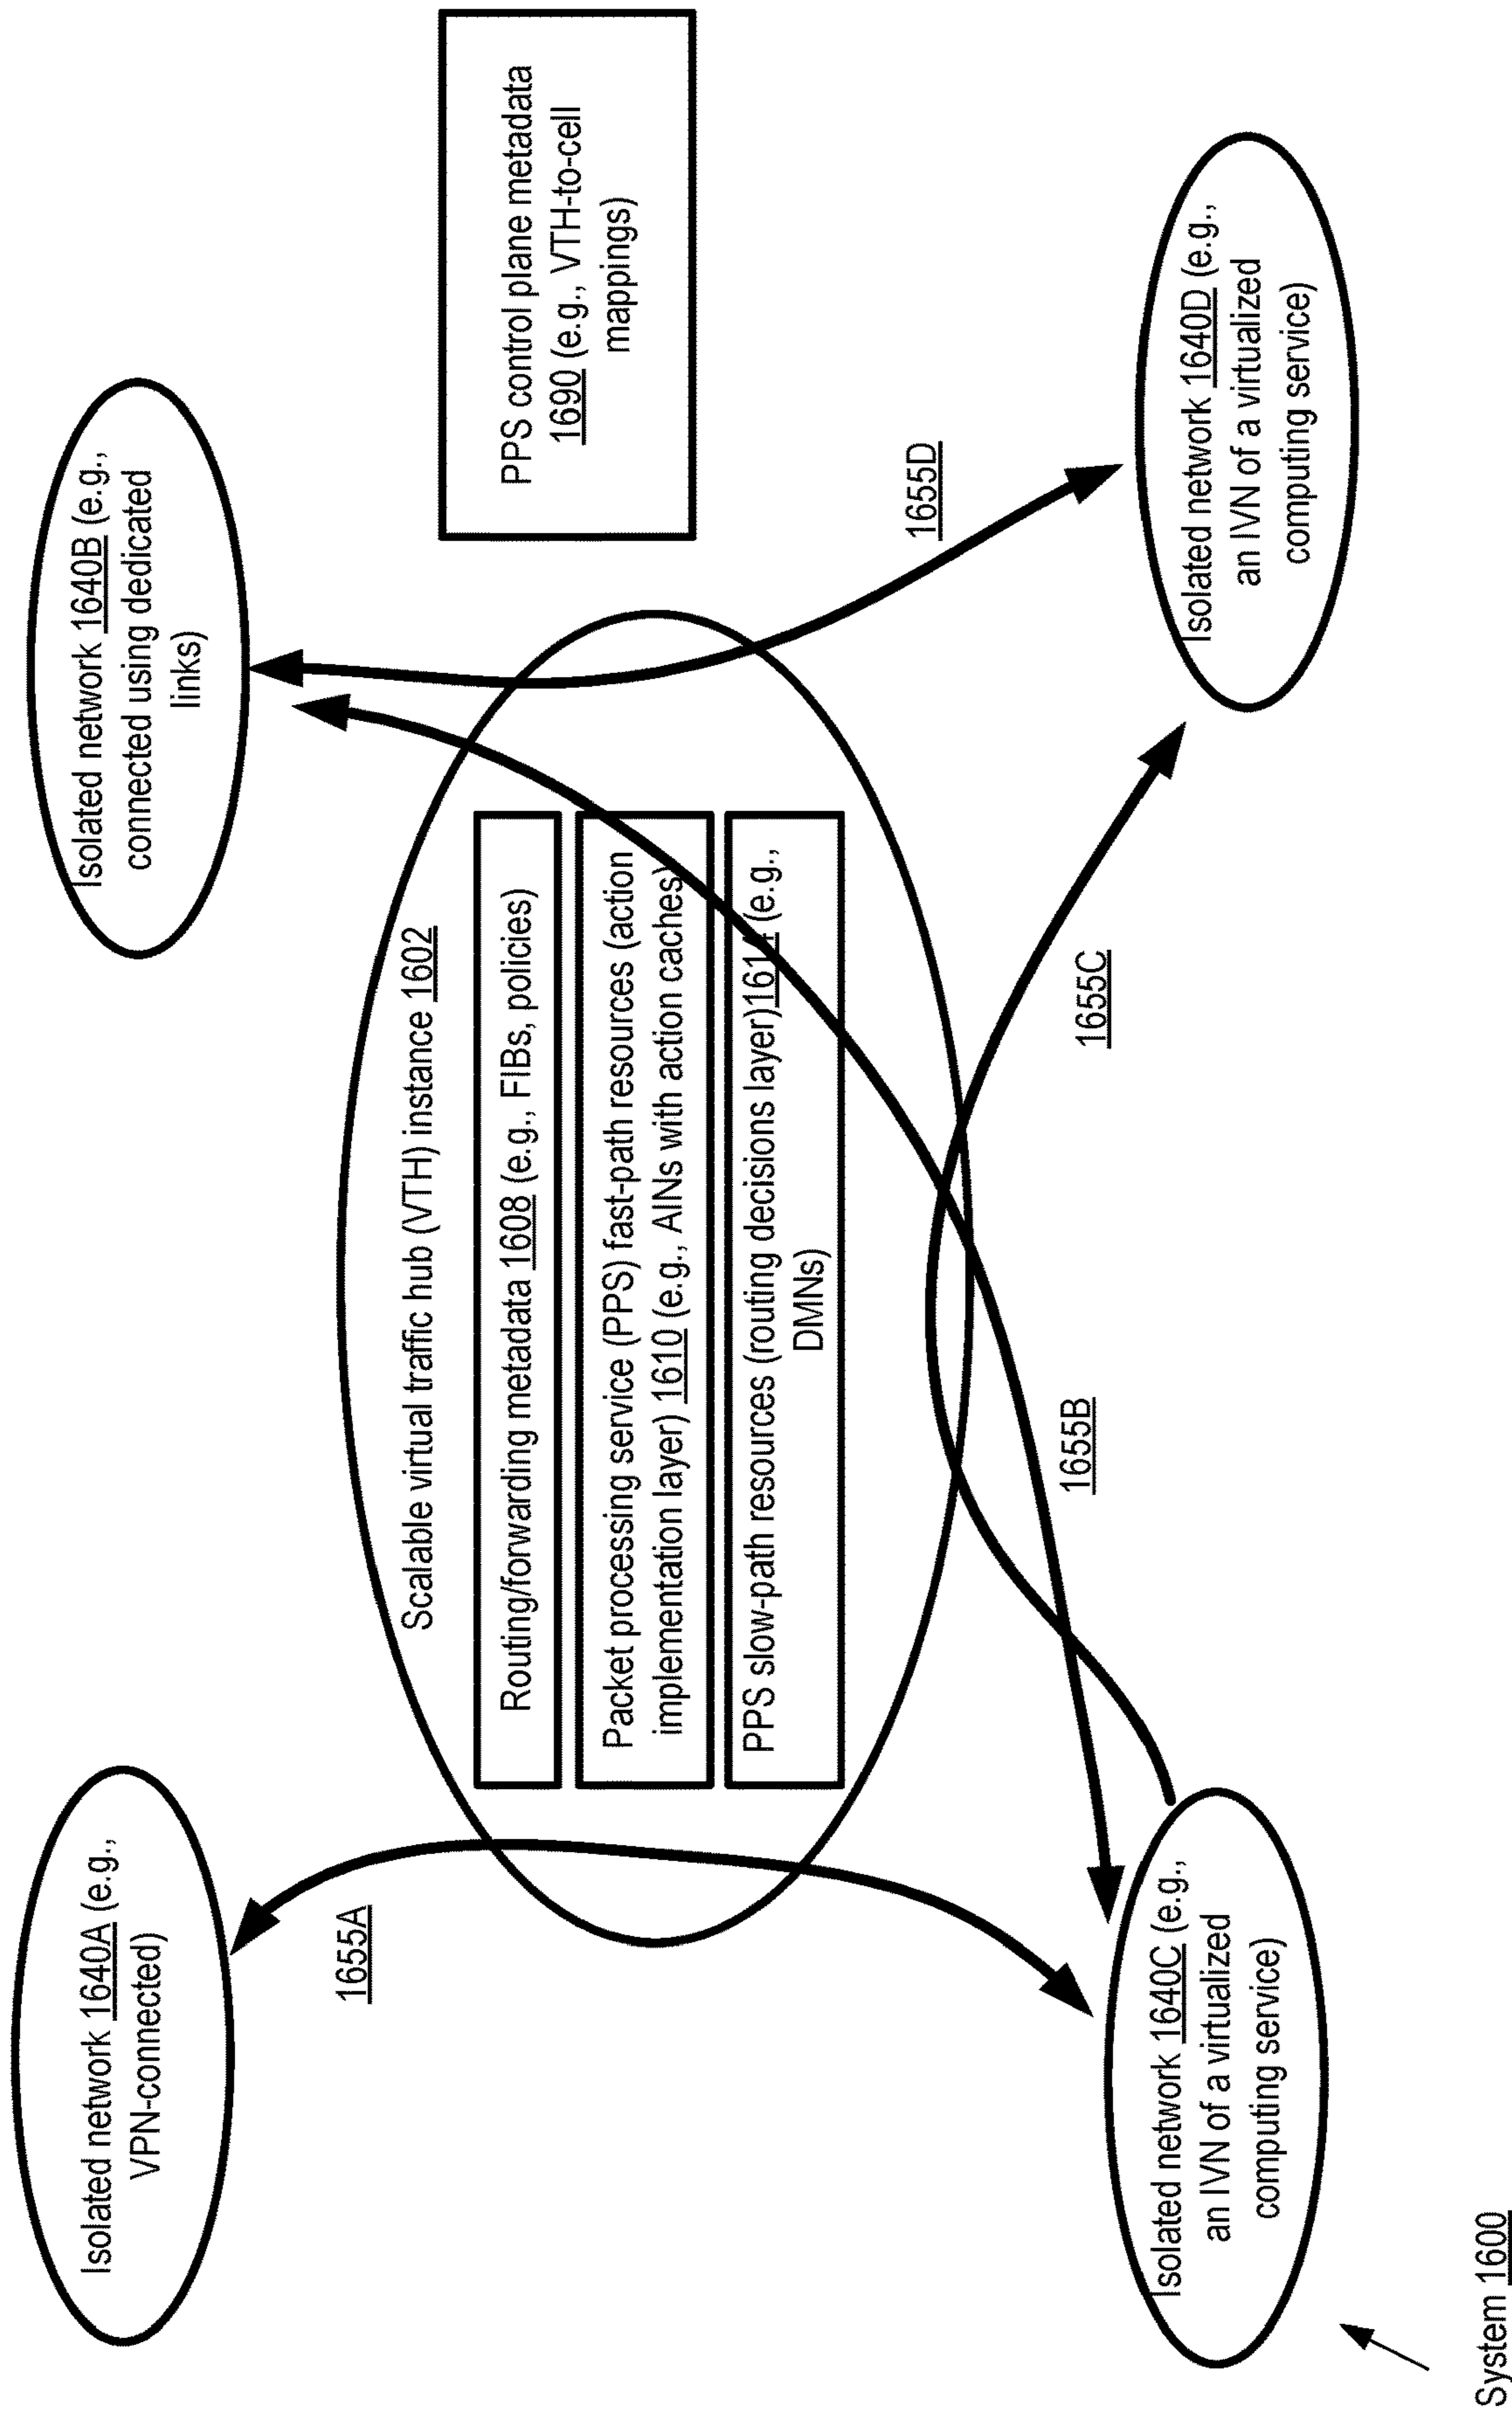 Isolated network 1640A (e.g.,
VPN-connected)
Isolated network 1640B (e.g.,
connected using dedicated
links)
1655A
Scalable virtual traffic hub (VTH) instance 1602
Routing/forwarding metadata 1608 (e.g., FIBs, policies)
Packet processing service (PPS) fast-path resources (action
implementation layer) 1610 (e.g., AINs with action caches)
PPS slow-path resources (routing decisions layer) (e.g.,
DMNs)
PPS control plane metadata
1690 (e.g., VTH-to-cell
mappings)
1655D
1655B
1655C
Isolated network 1640C (e.g.,
an IVN of a virtualized
computing service)
Isolated network 1640D (e.g.,
an IVN of a virtualized
computing service)
System 1600